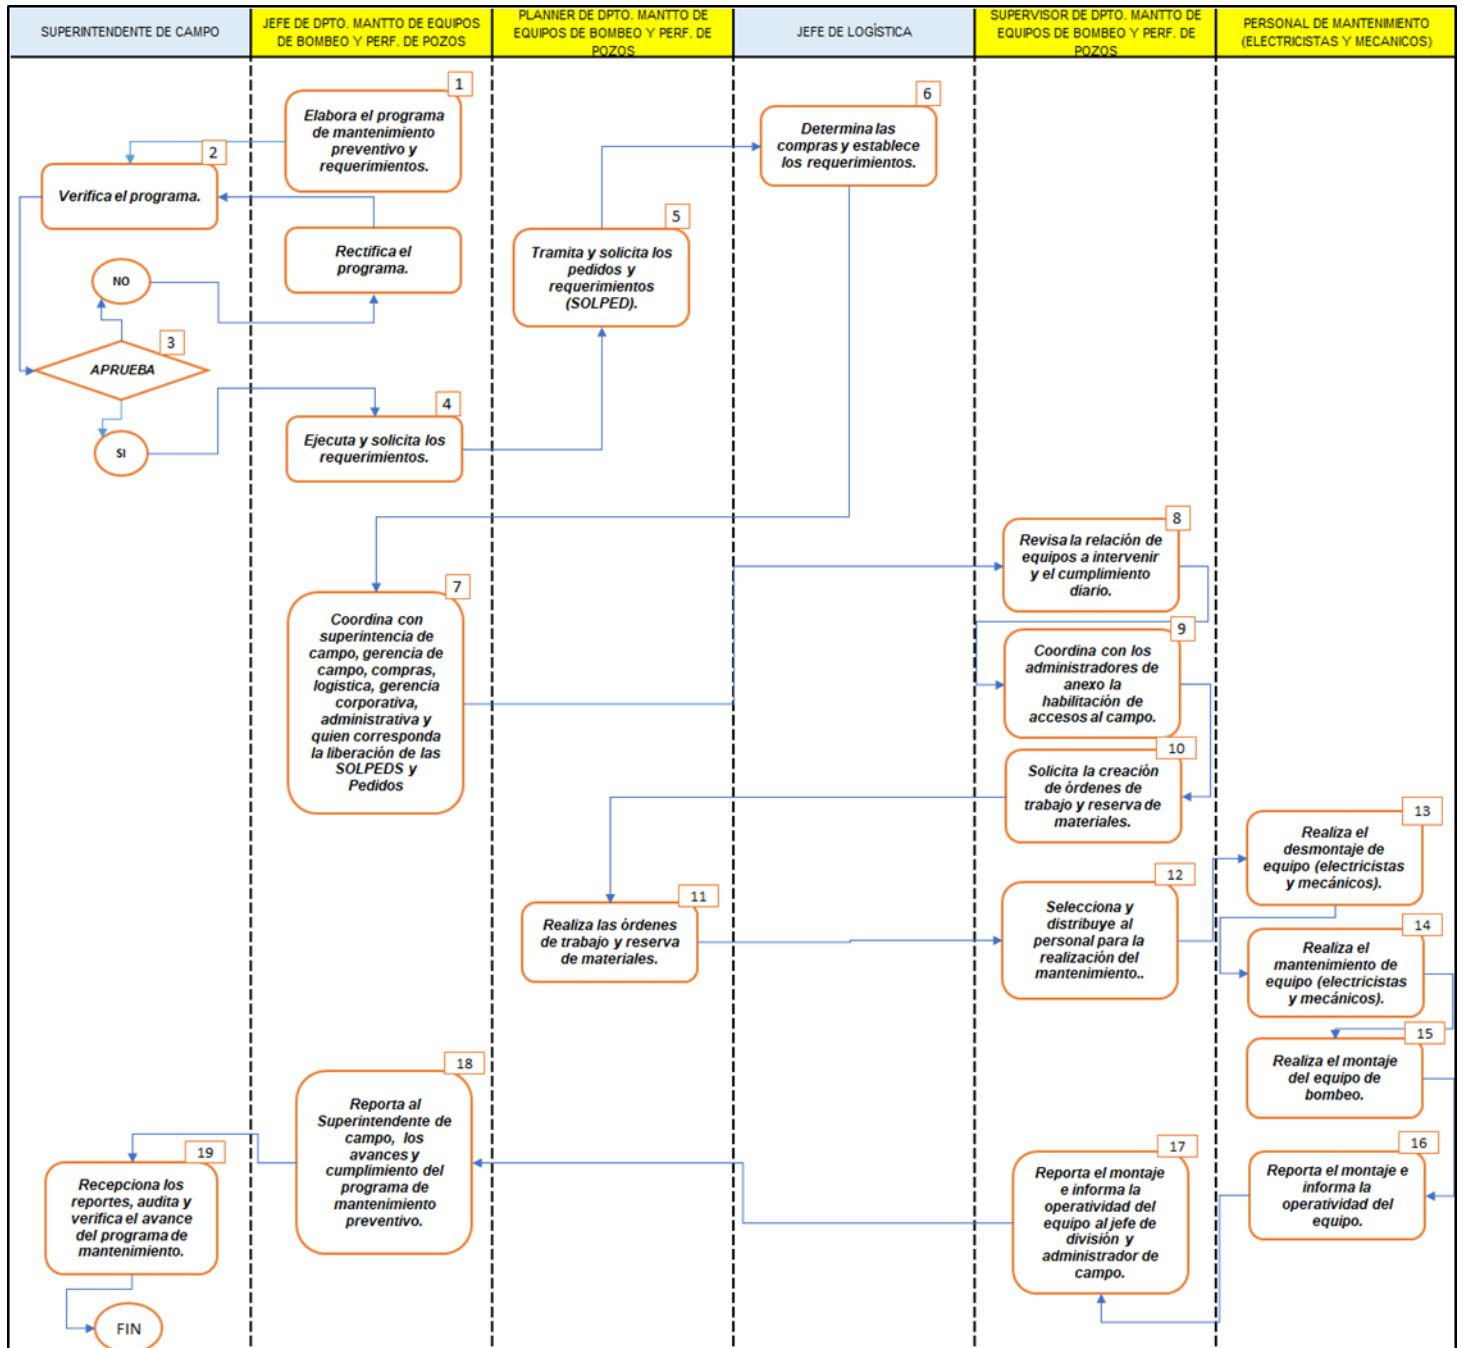 SUPERINTENDENTE DE CAMPO
JEFE DE DPTO. MANTTO DE EQUIPOS
DE BOMBEO Y PERF. DE POZOS
PLANNER DE DPTO. MANTTO DE
EQUIPOS DE BOMBEO Y PERF. DE
POZOS
JEFE DE LOGÍSTICA
SUPERVISOR DE DPTO. MANTTO DE
EQUIPOS DE BOMBEO Y PERF. DE
POZOS
PERSONAL DE MANTENIMIENTO
(ELECTRICISTAS Y MECANICOS)
1
Elabora el programa
de mantenimiento
preventivo y
requerimientos.
2
Verifica el programa.
Rectifica el
programa.
NO
3
APRUEBA
SI
4
Ejecuta y solicita los
requerimientos.
5
Tramita y solicita los
pedidos y
requerimientos
(SOLPED).
6
Determina las
compras y establece
los requerimientos.
7
Coordina con
superintencia de
campo, gerencia de
campo, compras,
logistica, gerencia
corporativa,
administrativa y
quien corresponda
la liberación de las
SOLPEDS y
Pedidos
8
Revisa la relación de
equipos a intervenir
y el cumplimiento
diario.
9
Coordina con los
administradores de
anexo la
habilitación de
accesos al campo.
10
Solicita la creación
de órdenes de
trabajo y reserva de
materiales.
11
Realiza las órdenes
de trabajo y reserva
de materiales.
12
Selecciona y
distribuye al
personal para la
realización del
mantenimiento..
13
Realiza el
desmontaje de
equipo (electricistas
y mecánicos).
14
Realiza el
mantenimiento de
equipo (electricistas
y mecánicos).
15
Realiza el montaje
del equipo de
bombeo.
16
Reporta el montaje e
informa la
operatividad del
equipo.
17
Reporta el montaje
e informa la
operatividad del
equipo al jefe de
división y
administrador de
campo.
18
Reporta al
Superintendente de
campo, los
avances y
cumplimiento del
programa de
mantenimiento
preventivo.
19
Recepciona los
reportes, audita y
verifica el avance
del programa de
mantenimiento.
FIN